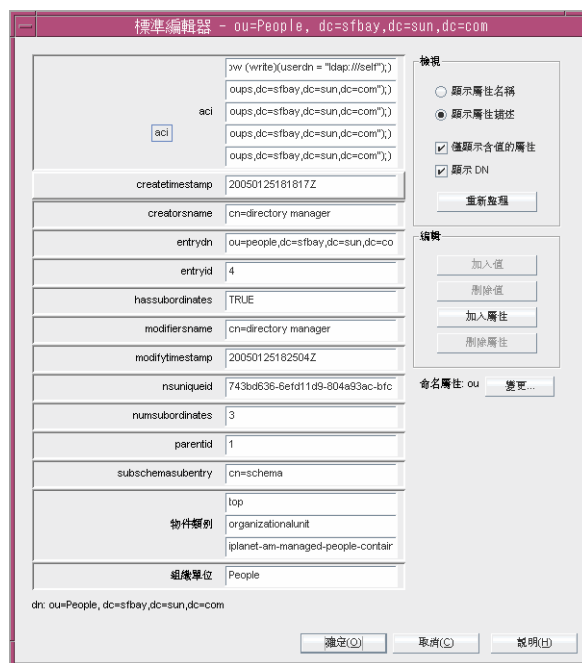 標準編輯器 - ou=People, dc=sfbay,dc=sun,dc=com
aci
aci
ow (write)(userdn = "ldap:///self");)
oups,dc=sfbay,dc=sun,dc=com");)
oups,dc=sfbay,dc=sun,dc=com");)
oups,dc=sfbay,dc=sun,dc=com");)
oups,dc=sfbay,dc=sun,dc=com");)
createtimestamp 20050125181817Z
creatorsname cn=directory manager
entrydn ou=people,dc=sfbay,dc=sun,dc=co
entryid 4
hassubordinates TRUE
modifiersname cn=directory manager
modifytimestamp 20050125182504Z
nsuniqueid 743bd636-6efd11d9-804a93ac-bfc
numsubordinates 3
parentid 1
subschemasubentry cn=schema
物件類別
top
organizationalunit
iplanet-am-managed-people-contair
組織單位 People
dn: ou=People, dc=sfbay,dc=sun,dc=com
檢視
顯示屬性名稱
顯示屬性描述
僅顯示含值的屬性
顯示 DN
重新整理
編輯
加入值
刪除值
加入屬性
刪除屬性
命名屬性: ou 變更...
確定(O) 取消(C) 說明(H)